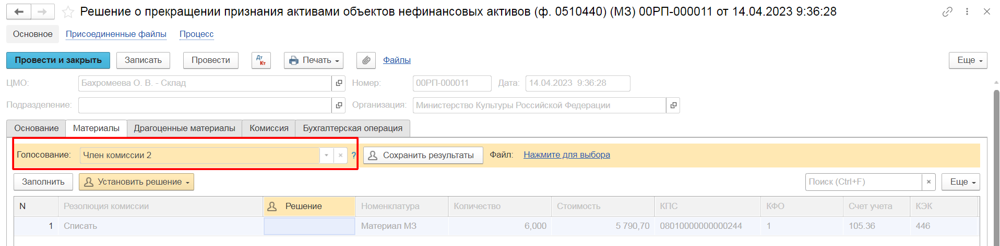 Решение о прекращении признания активами объектов нефинансовых активов (ф. 0510440) (МЗ) 00РП-000011 от 14.04.2023 9:36:28
Основное Присоединенные файлы Процесс
Провести и закрыть Записать Провести Дт Кт Печать Файлы Еще
ЦМО: Бахромеева О. В. - Склад Номер: 00РП-000011 Дата: 14.04.2023 9:36:28
Подразделение: Организация: Министерство Культуры Российской Федерации
Основание Материалы Драгоценные материалы Комиссия Бухгалтерская операция
Голосование: Член комиссии 2 ? Сохранить результаты Файл: Нажмите для выбора
Заполнить Установить решение Поиск (Ctrl+F) × Еще
N Резолюция комиссии Решение Номенклатура Количество Стоимость КПС КФО Счет учета КЭК
1 Списать Материал МЗ 6,000 5 790,70 08010000000000244 1 105.36 446